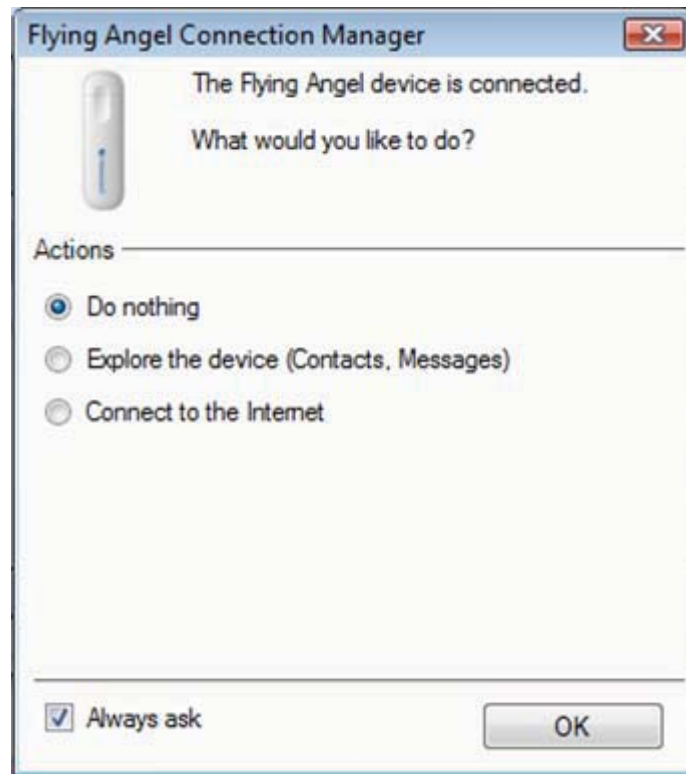 Flying Angel Connection Manager
The Flying Angel device is connected.
What would you like to do?
Actions
Do nothing
Explore the device (Contacts, Messages)
Connect to the Internet
Always ask
OK